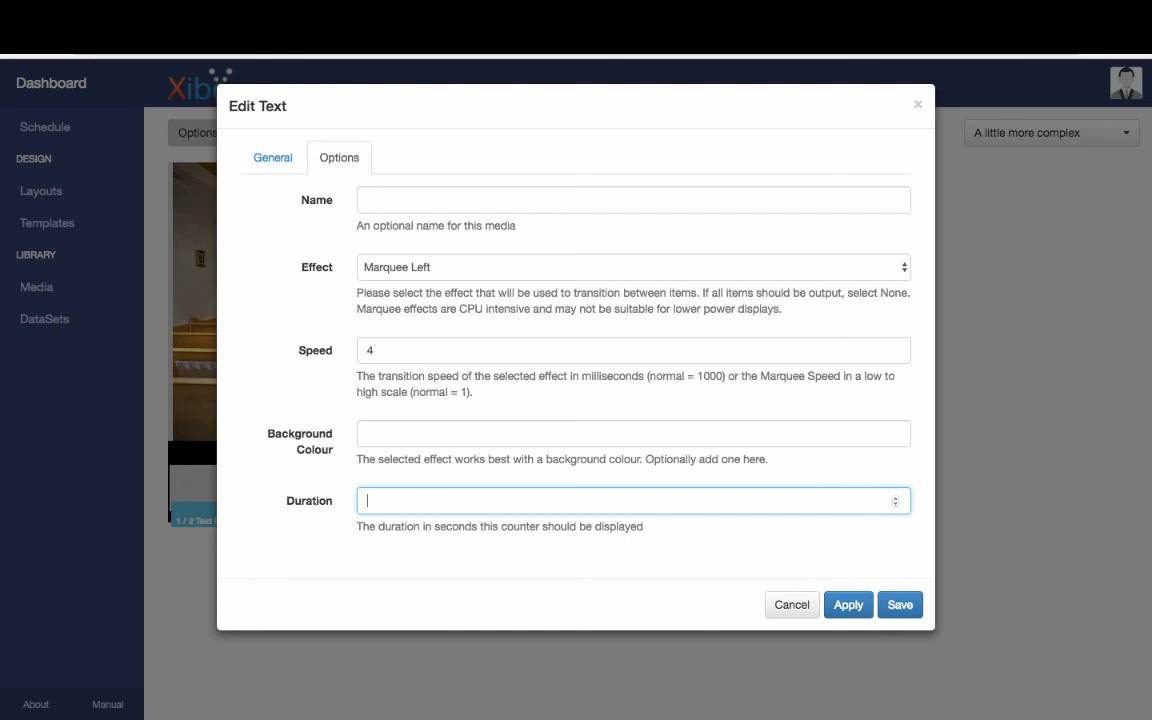 Dashboard
Xibo
Schedule
DESIGN
Layouts
Templates
LIBRARY
Media
DataSets
About
Manual
Options
A little more complex
1 / 2 Text
Edit Text
×
General
Options
Name
An optional name for this media
Effect
Marquee Left
Please select the effect that will be used to transition between items. If all items should be output, select None.
Marquee effects are CPU intensive and may not be suitable for lower power displays.
Speed
4
The transition speed of the selected effect in milliseconds (normal = 1000) or the Marquee Speed in a low to
high scale (normal = 1).
Background
Colour
The selected effect works best with a background colour. Optionally add one here.
Duration
The duration in seconds this counter should be displayed
Cancel
Apply
Save